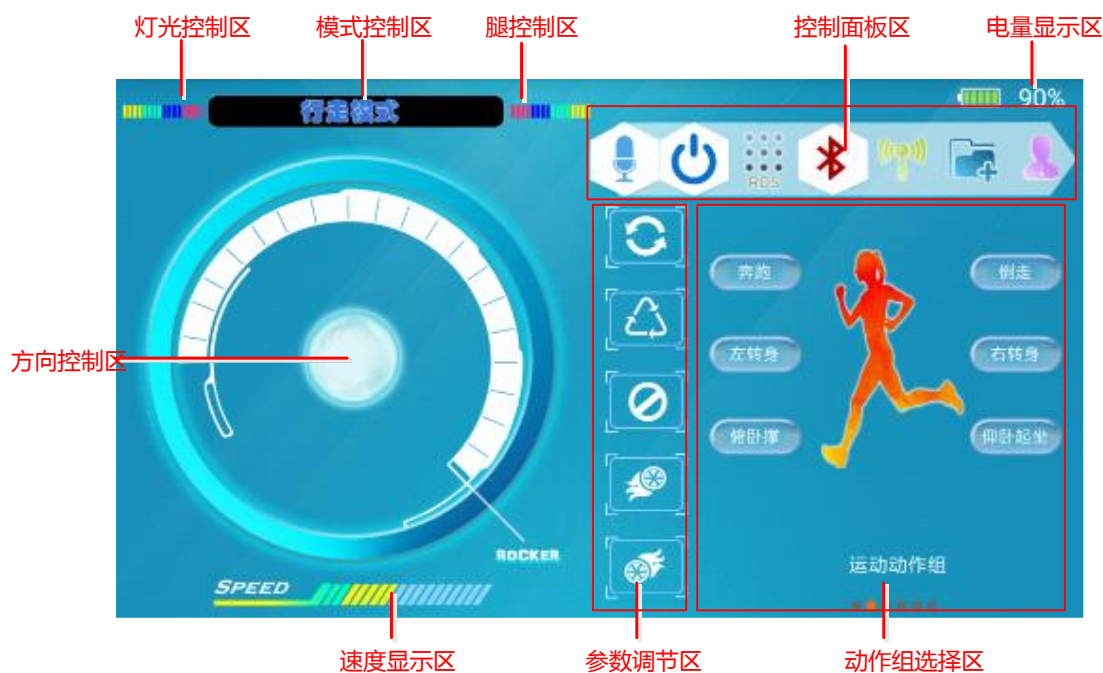 灯光控制区 模式控制区 腿控制区 控制面板区 电量显示区
行走模式
90%
RDS
奔跑 倒走
方向控制区
左转身 右转身
俯卧撑 仰卧起坐
ROCKER
运动动作组
SPEED
速度显示区 参数调节区 动作组选择区